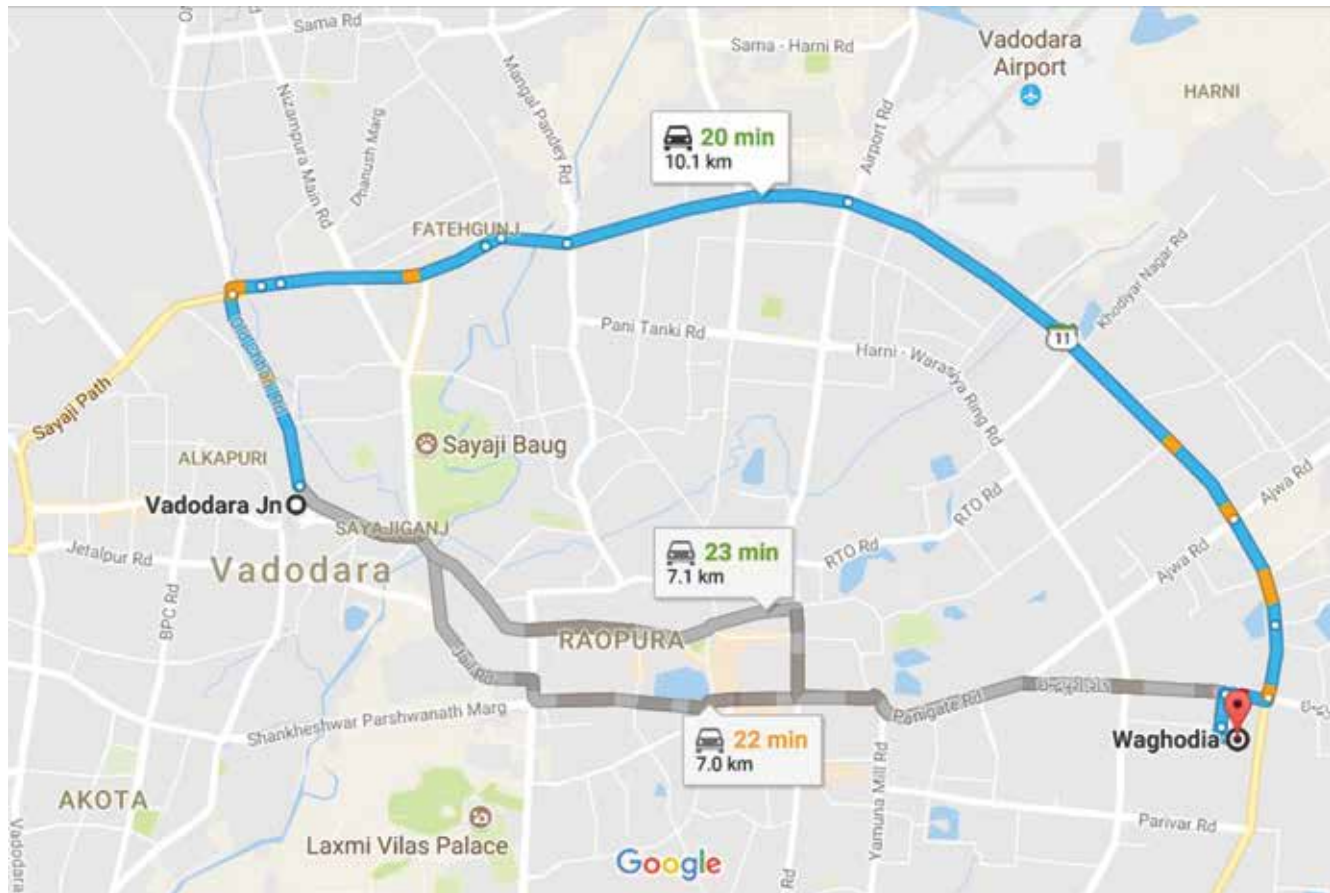 Sama Rd
Sama - Harni Rd
Vadodara
Airport
HARNI
Nizampura Main Rd
Dhanush Marg
Mangal Pandey Rd
Airport Rd
20 min
10.1 km
FATEHGUNJ
Khodiyar Nagar Rd
11
Pani Tanki Rd
Harni - Warasiya Ring Rd
Sayaji Path
Sayaji Baug
ALKAPURI
Vadodara Jn
SAYAJIGANJ
Ajwa Rd
RTO Rd
RTO Rd
Ajwa Rd
Jetalpur Rd
Vadodara
23 min
7.1 km
BPC Rd
RAOPURA
Jail Rd
Panigate Rd
Shankheshwar Parshwanath Marg
22 min
7.0 km
Waghodia
Yamuna Mill Rd
AKOTA
Laxmi Vilas Palace
Parivar Rd
Google
Rd
Vadodara